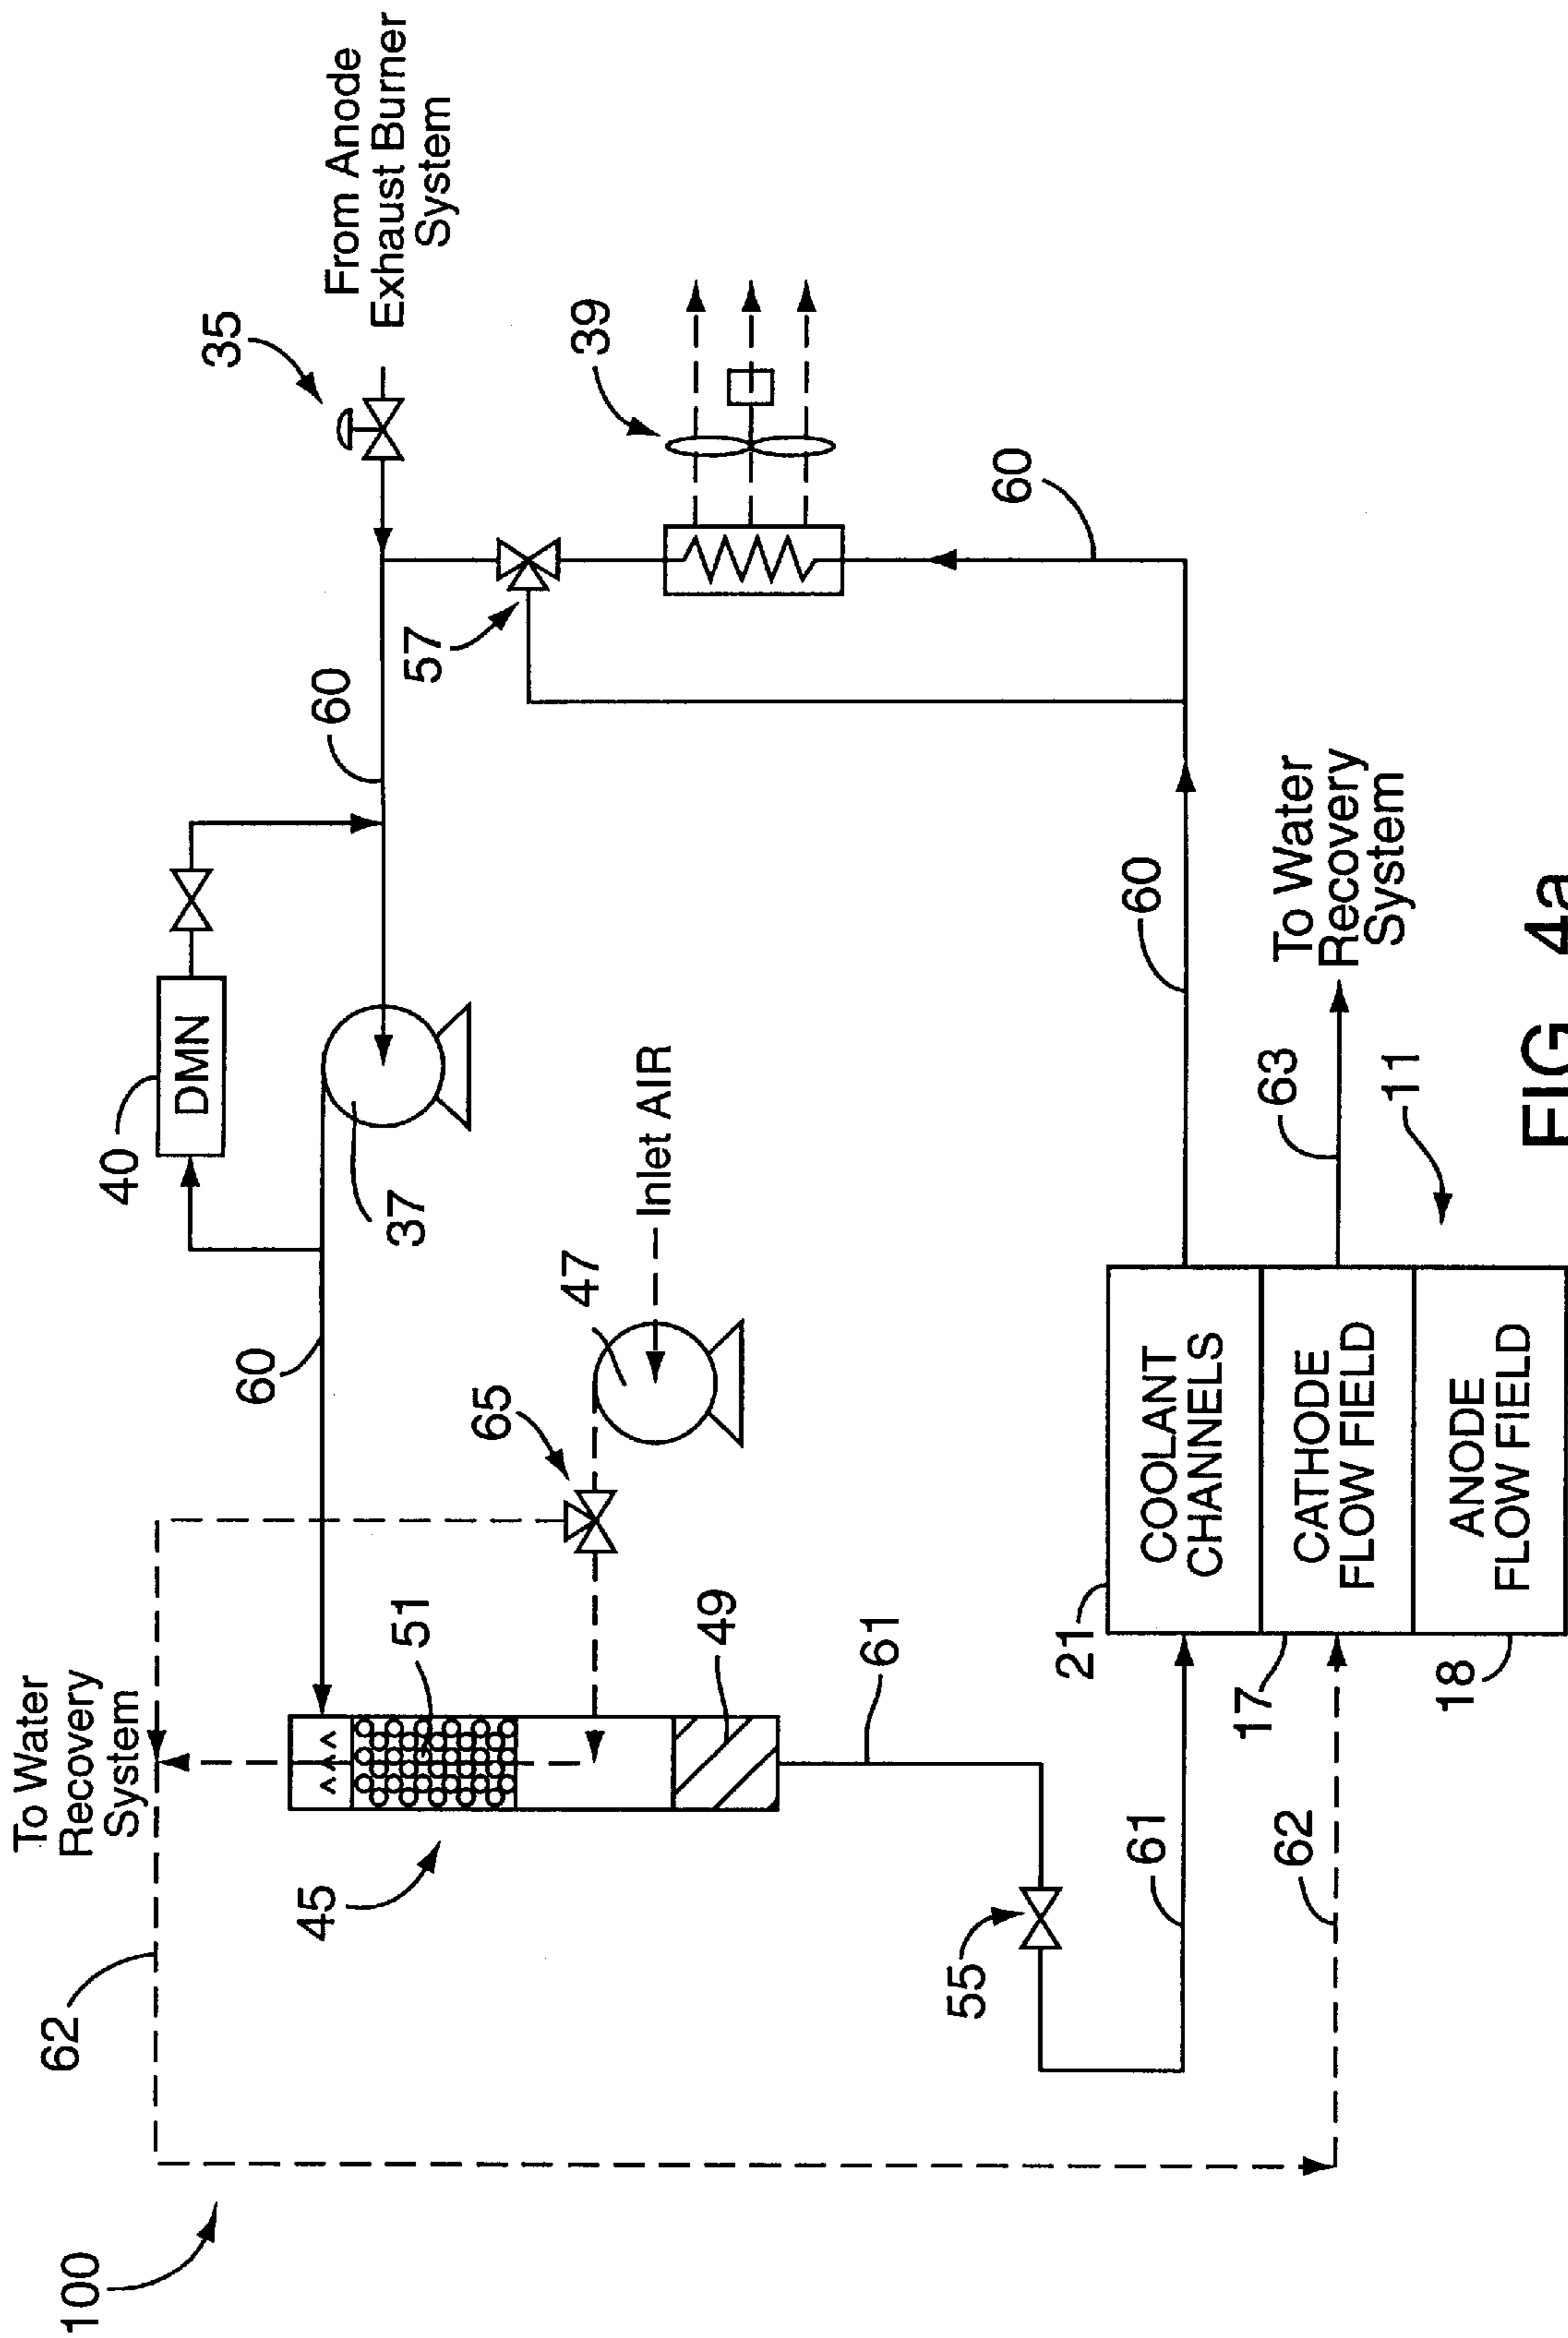 100
62
To Water
Recovery
System
45
51
49
61
55
61
62
60
65
47
Inlet AIR
40
DMN
37
60
57
35
From Anode
Exhaust Burner
System
39
60
60
21
17
18
COOLANT
CHANNELS
CATHODE
FLOW FIELD
ANODE
FLOW FIELD
63
11
To Water
Recovery
System
FIG. 4a